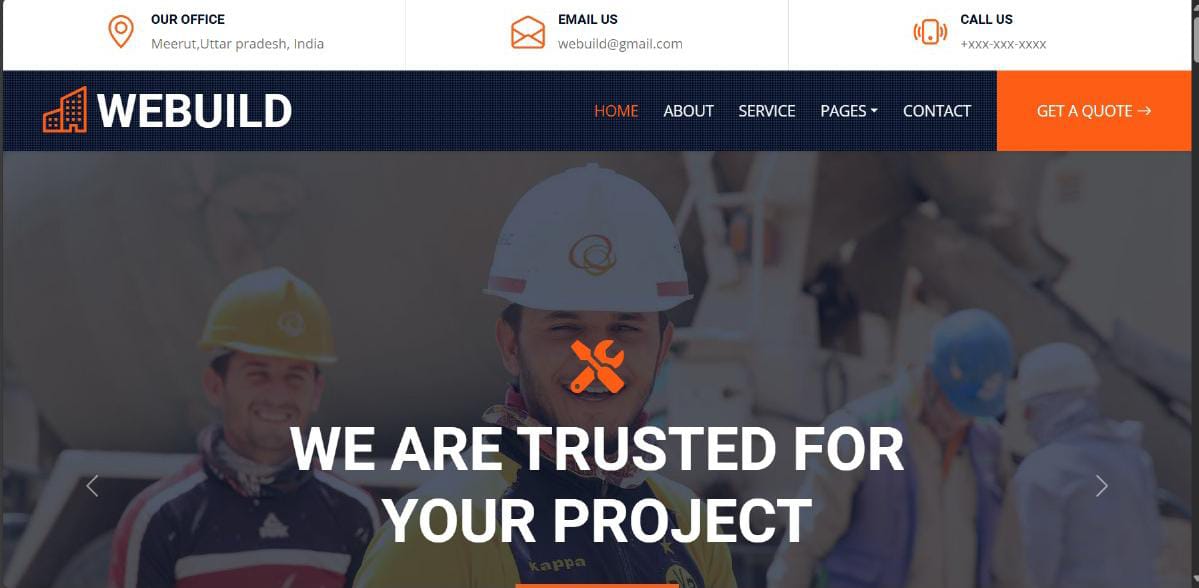 OUR OFFICE
Meerut,Uttar pradesh, India
EMAIL US
webuild@gmail.com
CALL US
+xxx-xxx-xxxx
WEBUILD
HOME ABOUT SERVICE PAGES CONTACT GET A QUOTE →
WE ARE TRUSTED FOR
YOUR PROJECT
Kappa